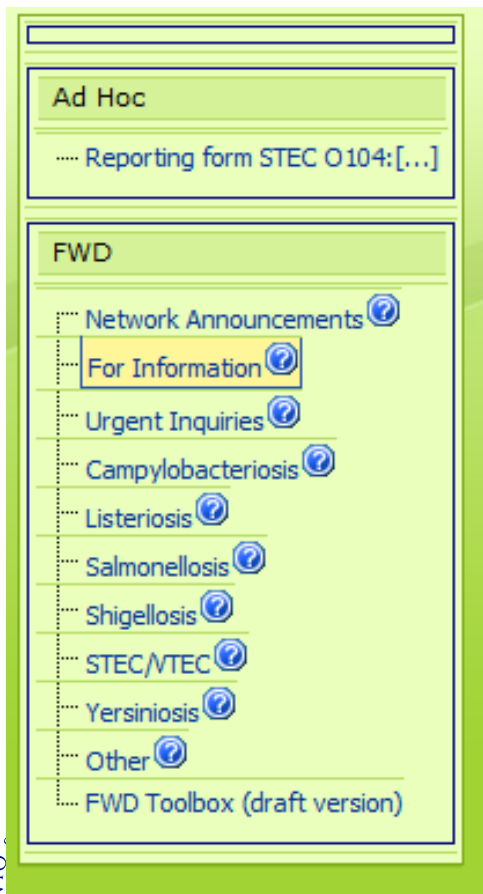 Ad Hoc
Reporting form STEC O104:[...]
FWD
Network Announcements
For Information
Urgent Inquiries
Campylobacteriosis
Listeriosis
Salmonellosis
Shigellosis
STEC/VTEC
Yersiniosis
Other
FWD Toolbox (draft version)